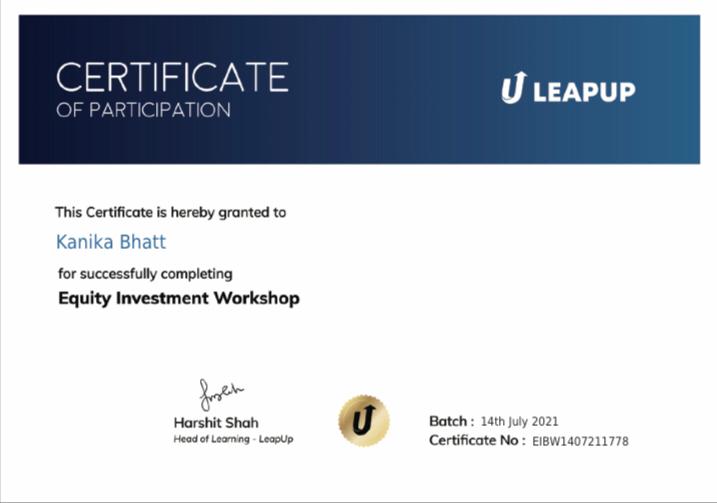 CERTIFICATE
OF PARTICIPATION
LEAPUP
This Certificate is hereby granted to
Kanika Bhatt
for successfully completing
Equity Investment Workshop
Harshit Shah
Head of Learning - LeapUp
Batch : 14th July 2021
Certificate No : EIBW1407211778